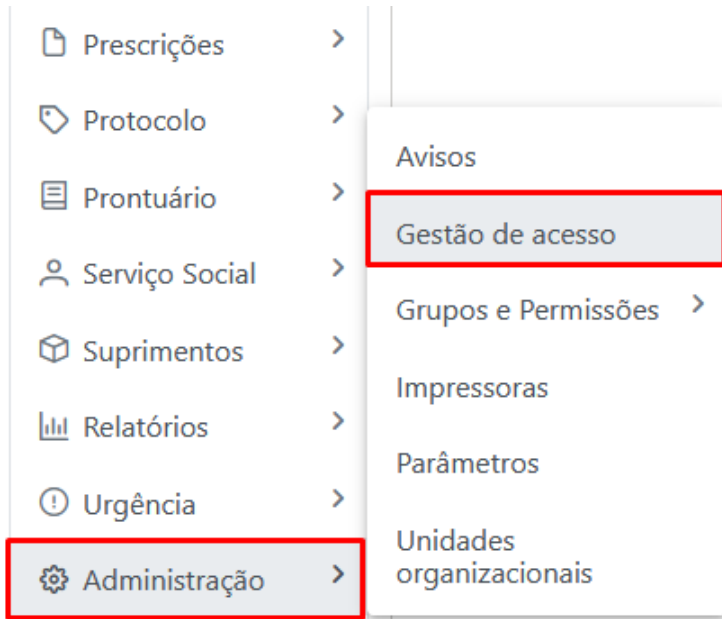 Prescrições
Protocolo
Prontuário
Serviço Social
Suprimentos
Relatórios
Urgência
Administração
Avisos
Gestão de acesso
Grupos e Permissões
Impressoras
Parâmetros
Unidades
organizacionais